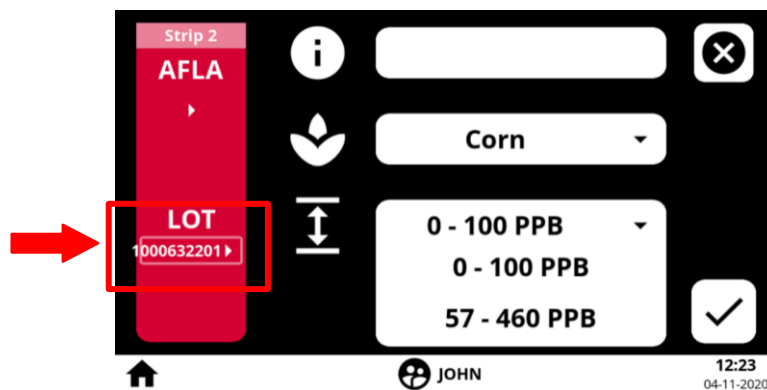 Strip 2
AFLA
LOT
1000632201
Corn
0 - 100 PPB
0 - 100 PPB
57 - 460 PPB
JOHN
12:23
04-11-2020